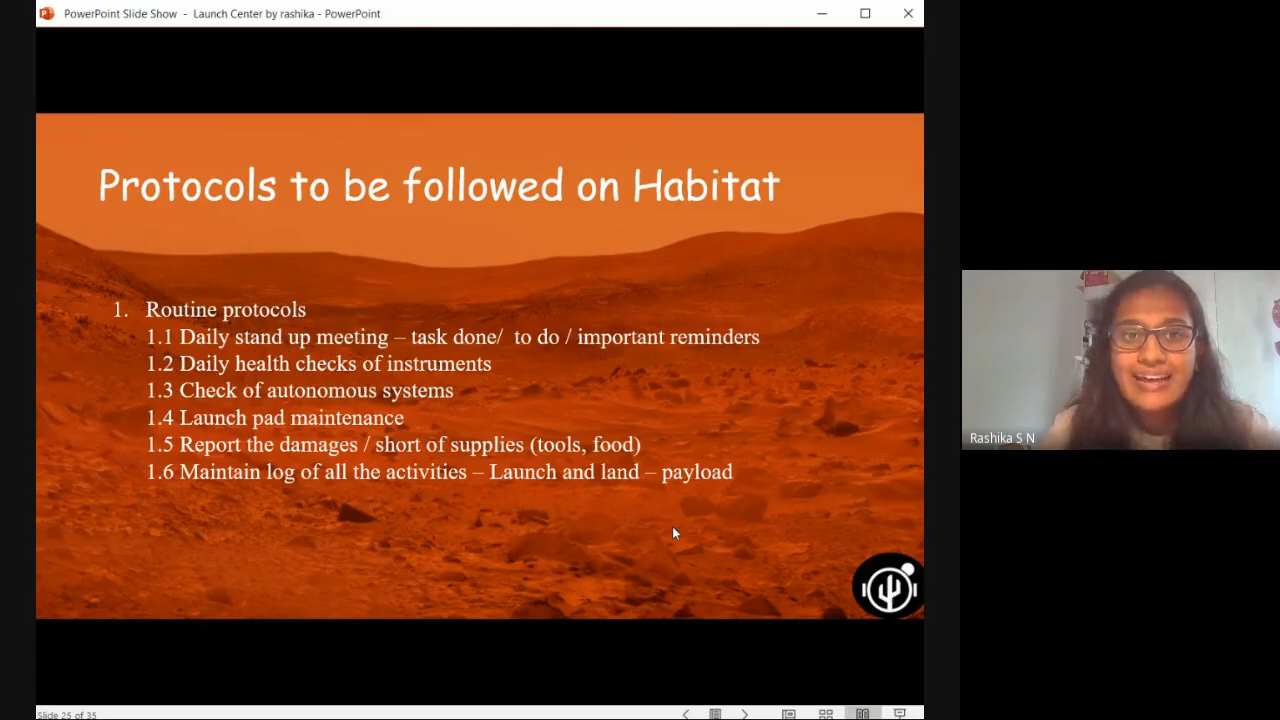 PowerPoint Slide Show - Launch Center by rashika - PowerPoint
Protocols to be followed on Habitat
1. Routine protocols
1.1 Daily stand up meeting – task done/ to do / important reminders
1.2 Daily health checks of instruments
1.3 Check of autonomous systems
1.4 Launch pad maintenance
1.5 Report the damages / short of supplies (tools, food)
1.6 Maintain log of all the activities – Launch and land – payload
Rashika S N
Slide 25 of 35